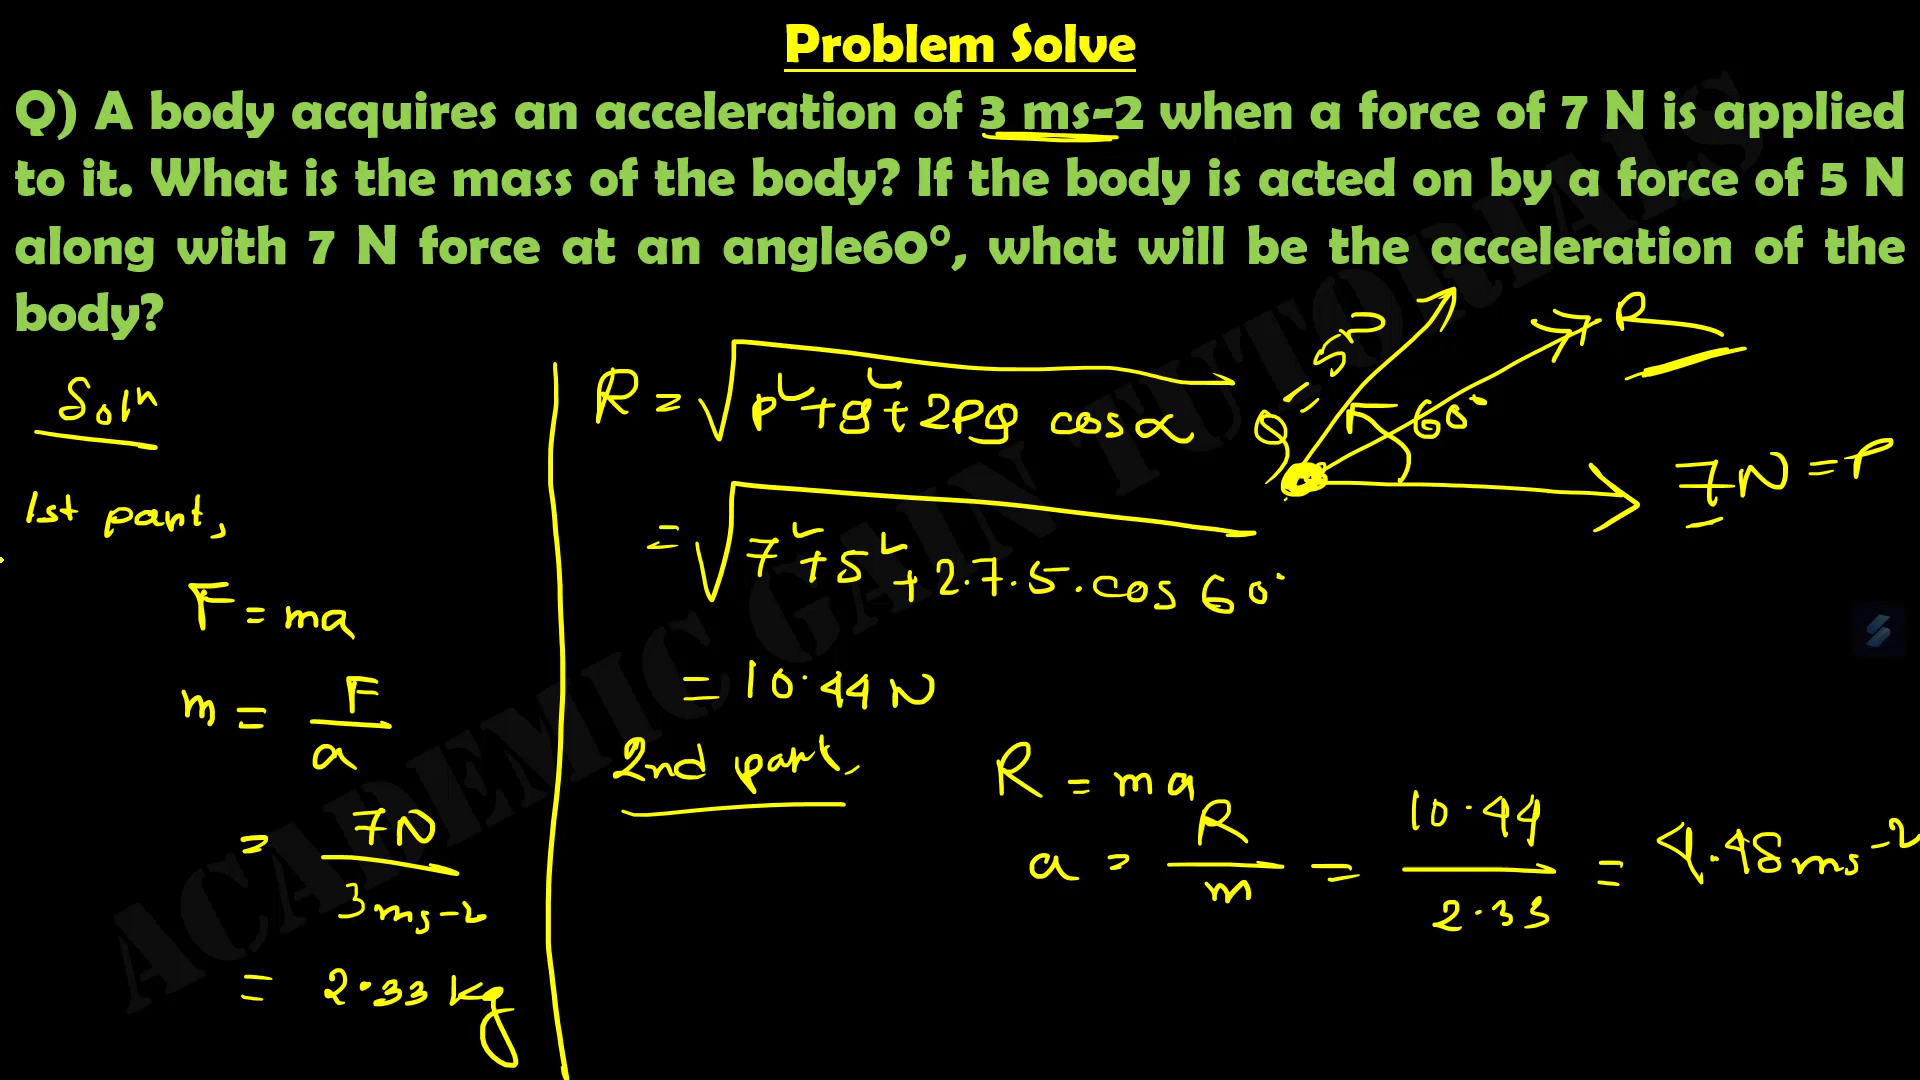 Problem Solve
Q) A body acquires an acceleration of 3 ms-2 when a force of 7 N is applied
to it. What is the mass of the body? If the body is acted on by a force of 5 N
along with 7 N force at an angle60°, what will be the acceleration of the
body?
Solⁿ
1st part,
F = ma
m = F/a
= 7N/3ms-2
= 2.33 kg
R = √(P²+Q²+2PQ cosα)
= √(7²+5²+2.7.5.cos 60°)
= 10.44 N
Q = 5N
R
60°
7N = P
2nd part,
R = ma
a = R/m = 10.44/2.33 = 4.48ms-2
ACADEMIC GAIN TUTORIALS